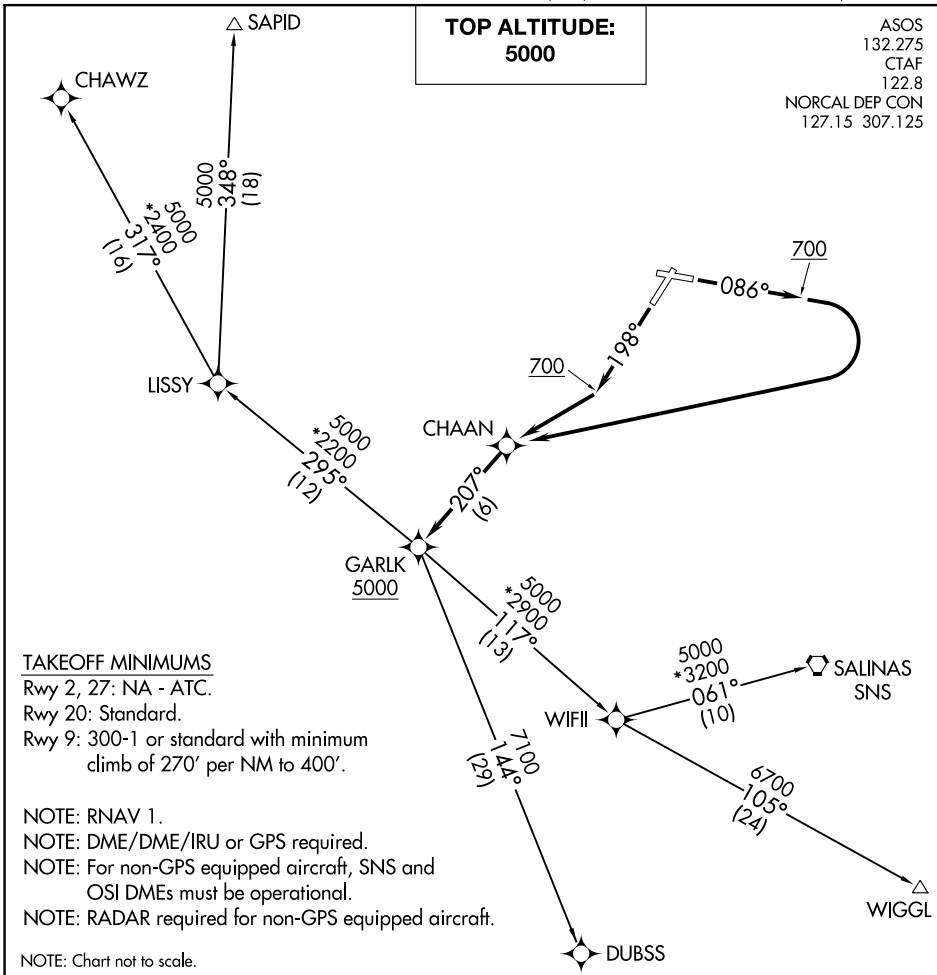 TOP ALTITUDE:
5000
ASOS
132.275
CTAF
122.8
NORCAL DEP CON
127.15 307.125
SAPID
CHAWZ
5000
348°
(18)
5000
*2400
317°
(16)
700
086°
198°
700
LISSY
CHAAN
5000
*2200
295°
(12)
207°
(6)
GARLK
5000
5000
*2900
117°
(13)
5000
*3200
061°
(10)
SALINAS
SNS
WIFII
7100
144°
(29)
6700
105°
(24)
WIGGL
DUBSS
TAKEOFF MINIMUMS
Rwy 2, 27: NA - ATC.
Rwy 20: Standard.
Rwy 9: 300-1 or standard with minimum
climb of 270' per NM to 400'.
NOTE: RNAV 1.
NOTE: DME/DME/IRU or GPS required.
NOTE: For non-GPS equipped aircraft, SNS and
OSI DMEs must be operational.
NOTE: RADAR required for non-GPS equipped aircraft.
NOTE: Chart not to scale.